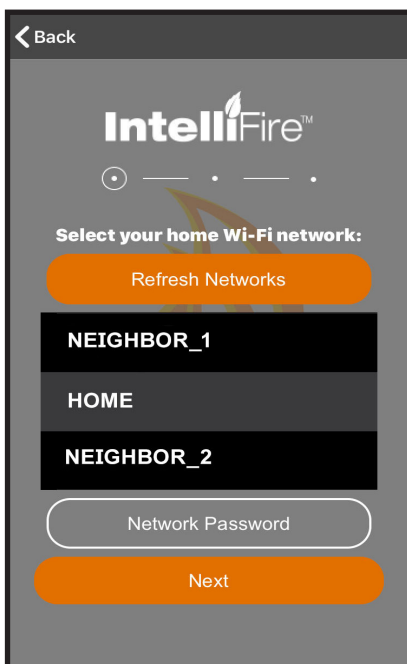 Back
IntelliFire™
Select your home Wi-Fi network:
Refresh Networks
NEIGHBOR_1
HOME
NEIGHBOR_2
Network Password
Next